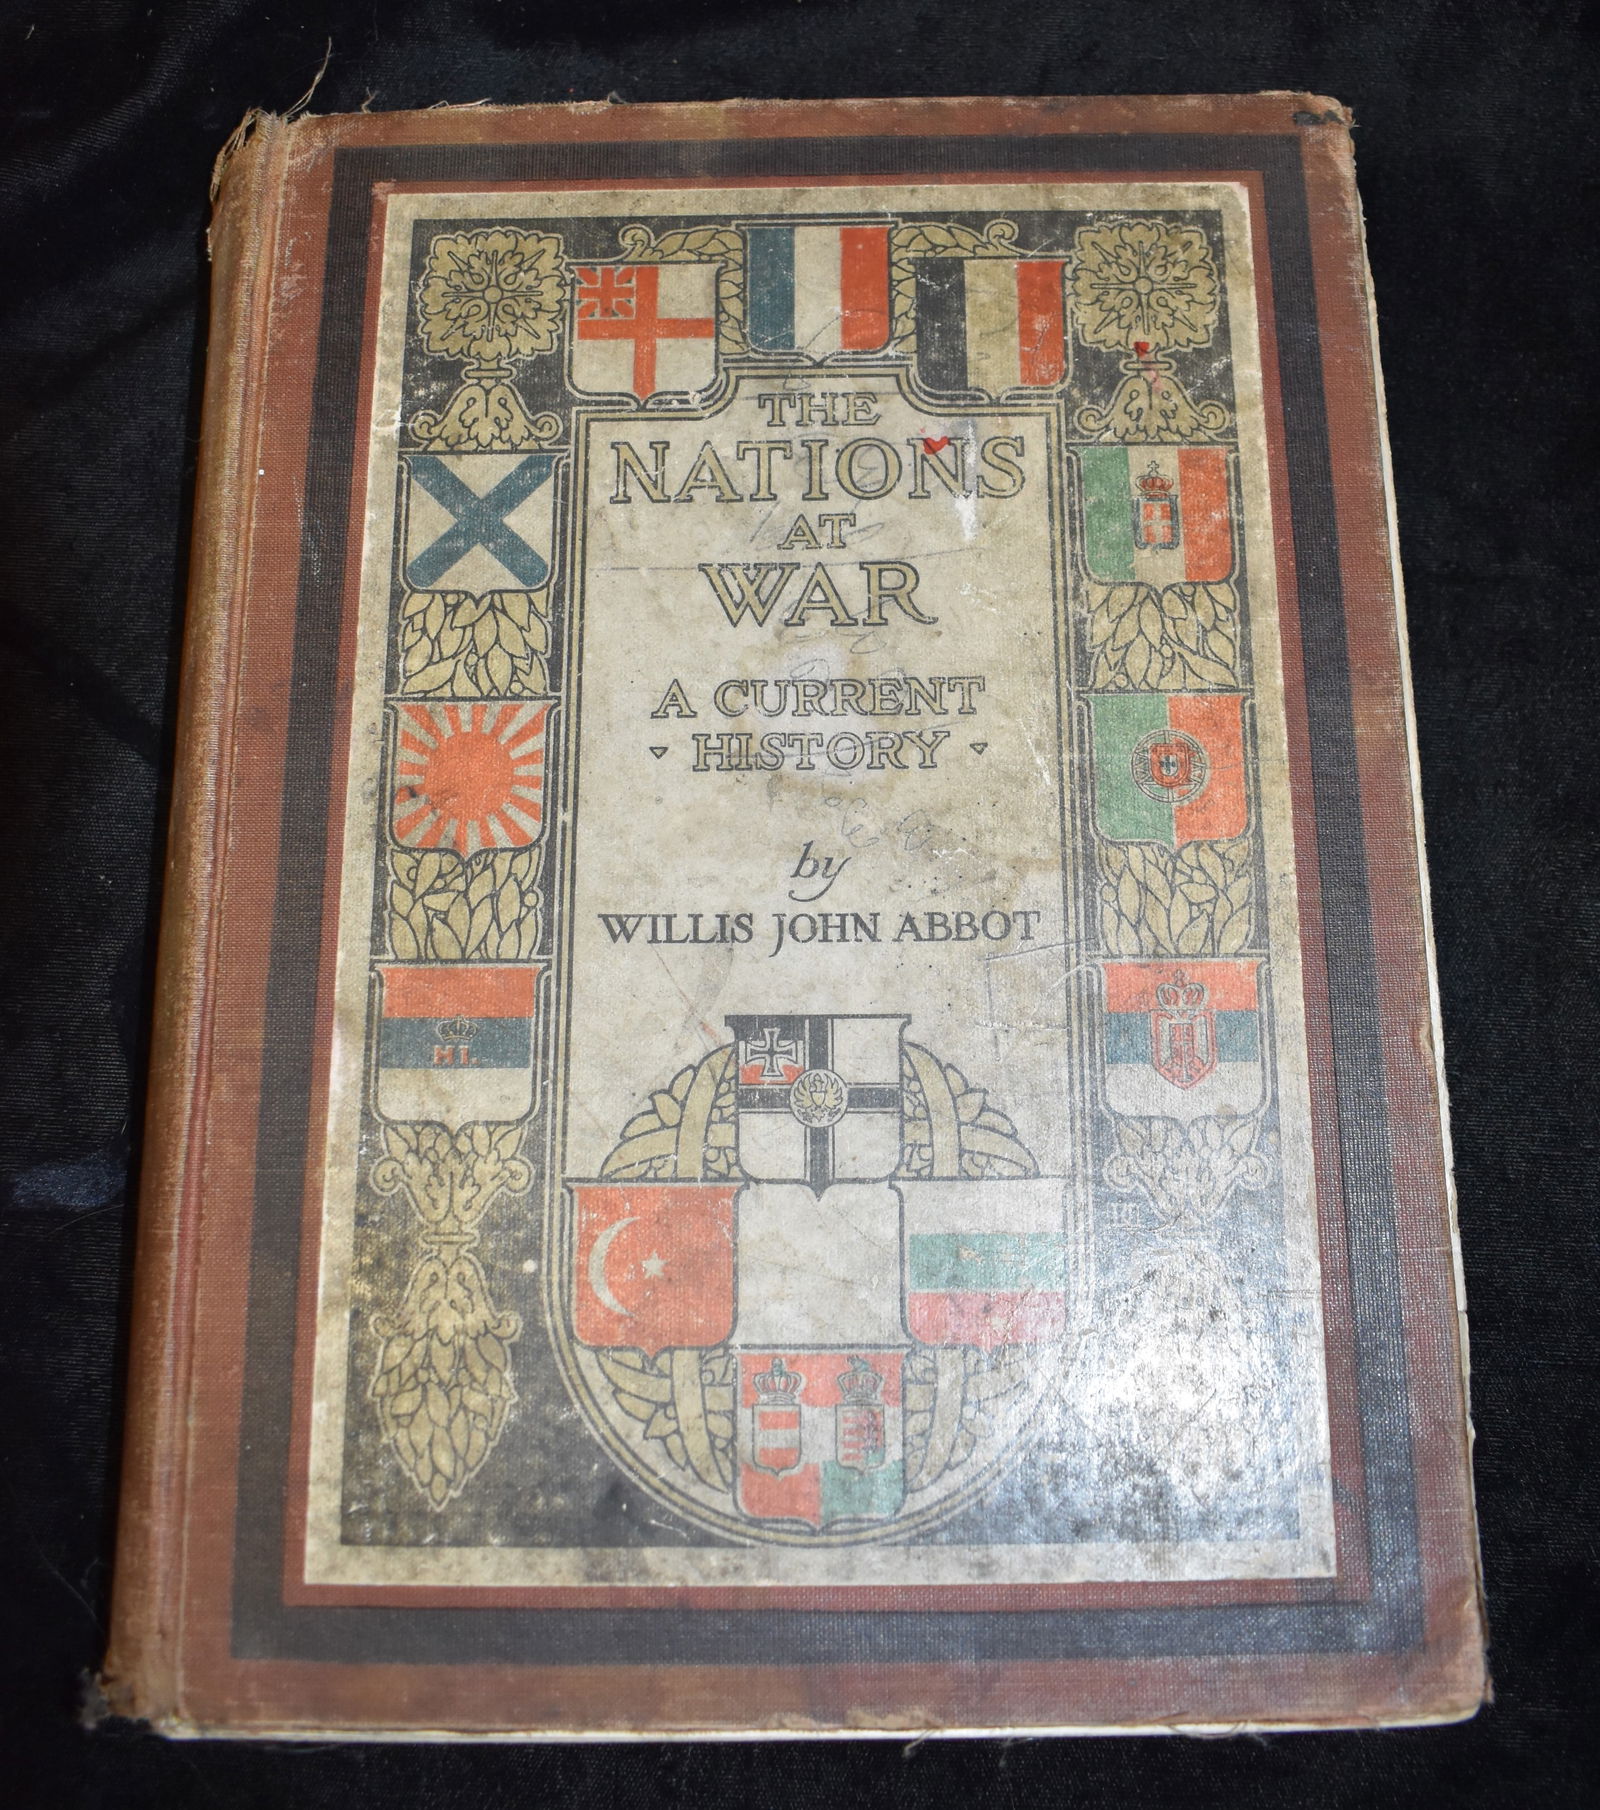 THE
NATIONS
AT
WAR
A CURRENT
HISTORY
by
WILLIS JOHN ABBOT
H I.